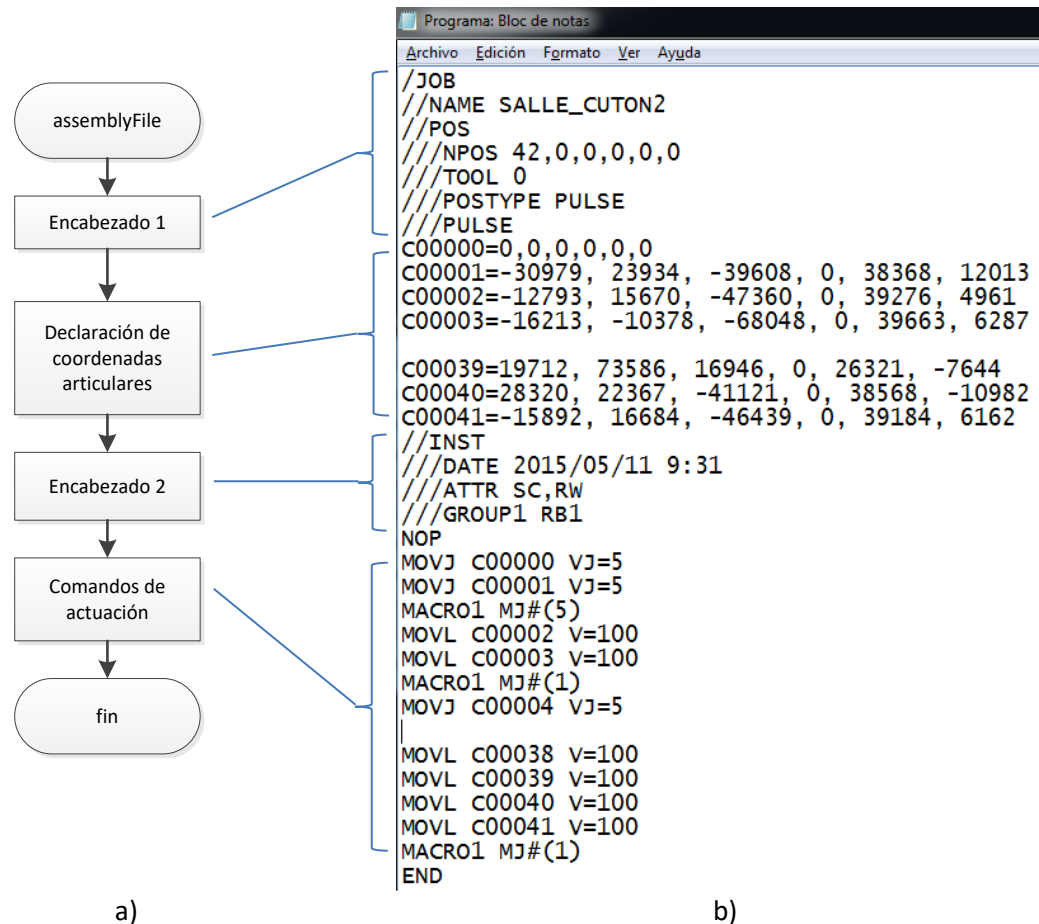 assemblyFile
Encabezado 1
Declaración de
coordenadas
articulares
Encabezado 2
Comandos de
actuación
fin
a)
Programa: Bloc de notas
Archivo Edición Formato Ver Ayuda
/JOB
//NAME SALLE_CUTON2
//POS
///NPOS 42,0,0,0,0,0
///TOOL 0
///POSTYPE PULSE
///PULSE
C00000=0,0,0,0,0,0
C00001=-30979, 23934, -39608, 0, 38368, 12013
C00002=-12793, 15670, -47360, 0, 39276, 4961
C00003=-16213, -10378, -68048, 0, 39663, 6287
C00039=19712, 73586, 16946, 0, 26321, -7644
C00040=28320, 22367, -41121, 0, 38568, -10982
C00041=-15892, 16684, -46439, 0, 39184, 6162
//INST
///DATE 2015/05/11 9:31
///ATTR SC,RW
///GROUP1 RB1
NOP
MOVJ C00000 VJ=5
MOVJ C00001 VJ=5
MACRO1 MJ#(5)
MOVL C00002 V=100
MOVL C00003 V=100
MACRO1 MJ#(1)
MOVJ C00004 VJ=5
MOVL C00038 V=100
MOVL C00039 V=100
MOVL C00040 V=100
MOVL C00041 V=100
MACRO1 MJ#(1)
END
b)